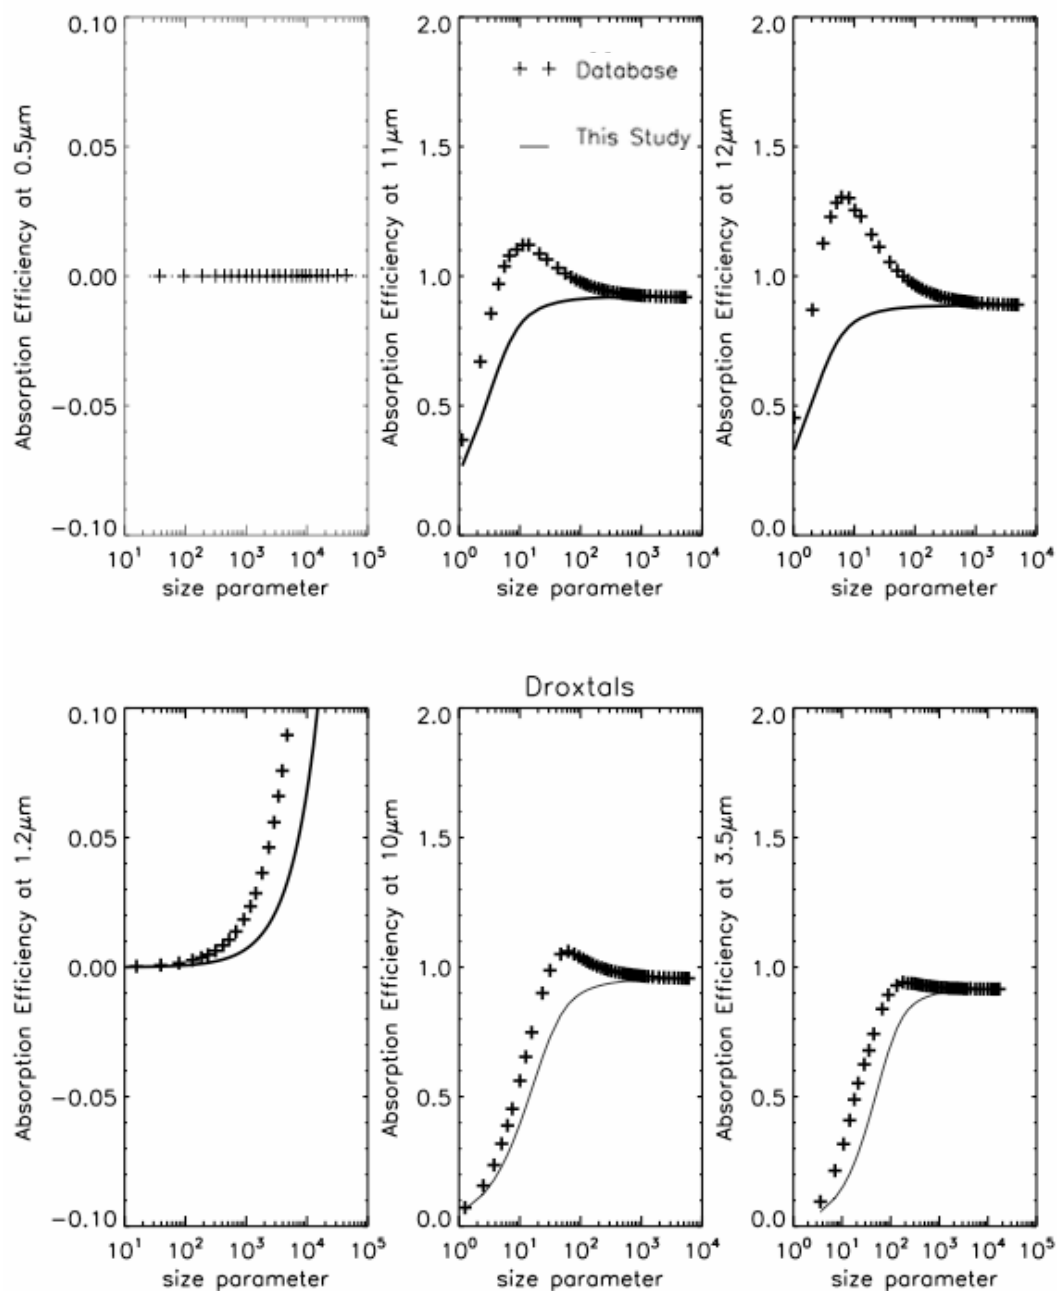 0.10
0.05
0.00
−0.05
−0.10
Absorption Efficiency at 0.5μm
10¹ 10² 10³ 10⁴ 10⁵
size parameter
2.0
1.5
1.0
0.5
0.0
Absorption Efficiency at 11μm
Database
This Study
10⁰ 10¹ 10² 10³ 10⁴
size parameter
2.0
1.5
1.0
0.5
0.0
Absorption Efficiency at 12μm
10⁰ 10¹ 10² 10³ 10⁴
size parameter
Droxtals
0.10
0.05
0.00
−0.05
−0.10
Absorption Efficiency at 1.2μm
10¹ 10² 10³ 10⁴ 10⁵
size parameter
2.0
1.5
1.0
0.5
0.0
Absorption Efficiency at 10μm
10⁰ 10¹ 10² 10³ 10⁴
size parameter
2.0
1.5
1.0
0.5
0.0
Absorption Efficiency at 3.5μm
10⁰ 10¹ 10² 10³ 10⁴ 10⁵
size parameter